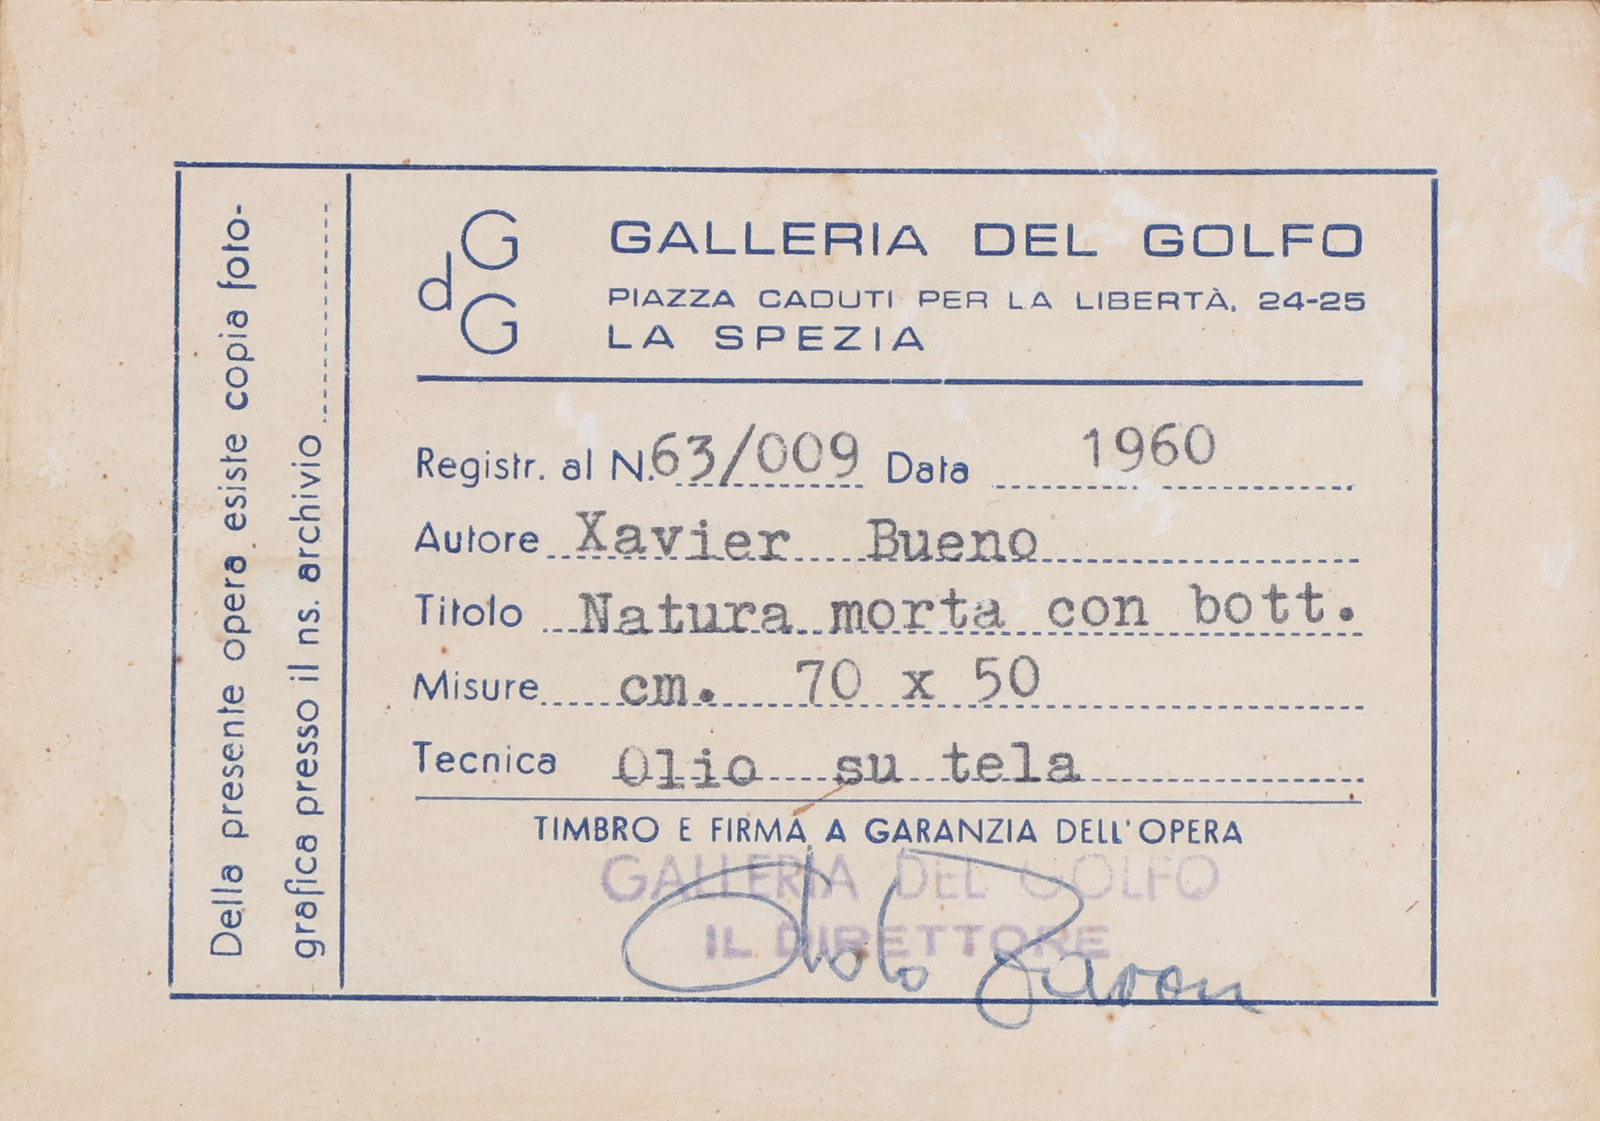 Della presente opera esiste copia foto-
grafica presso il ns. archivio
G
d
G
GALLERIA DEL GOLFO
PIAZZA CADUTI PER LA LIBERTÀ, 24-25
LA SPEZIA
Registr. al N. 63/009 Data 1960
Autore Xavier Bueno
Titolo Natura morta con bott.
Misure cm. 70 x 50
Tecnica Olio su tela
TIMBRO E FIRMA A GARANZIA DELL'OPERA
GALLERIA DEL GOLFO
IL DIRETTORE